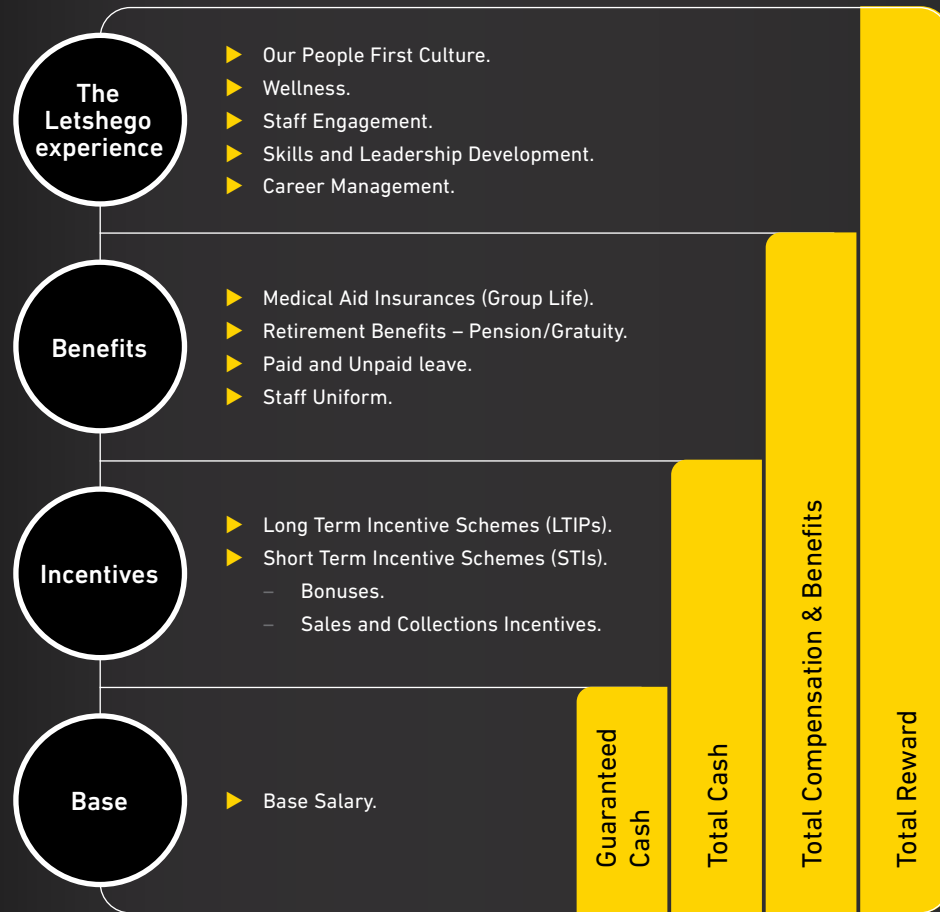 The
Letshego
experience
Our People First Culture.
Wellness.
Staff Engagement.
Skills and Leadership Development.
Career Management.
Benefits
Medical Aid Insurances (Group Life).
Retirement Benefits – Pension/Gratuity.
Paid and Unpaid leave.
Staff Uniform.
Incentives
Long Term Incentive Schemes (LTIPs).
Short Term Incentive Schemes (STIs).
– Bonuses.
– Sales and Collections Incentives.
Base
Base Salary.
Guaranteed
Cash
Total Cash
Total Compensation & Benefits
Total Reward